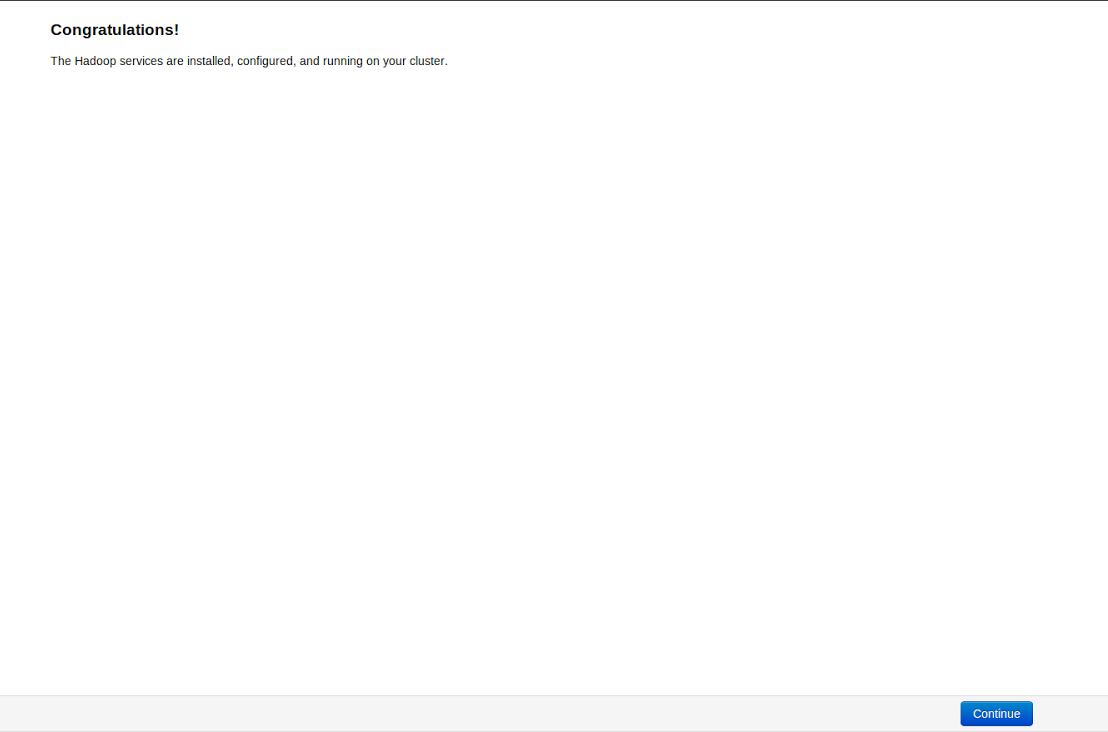 Congratulations!
The Hadoop services are installed, configured, and running on your cluster.
Continue